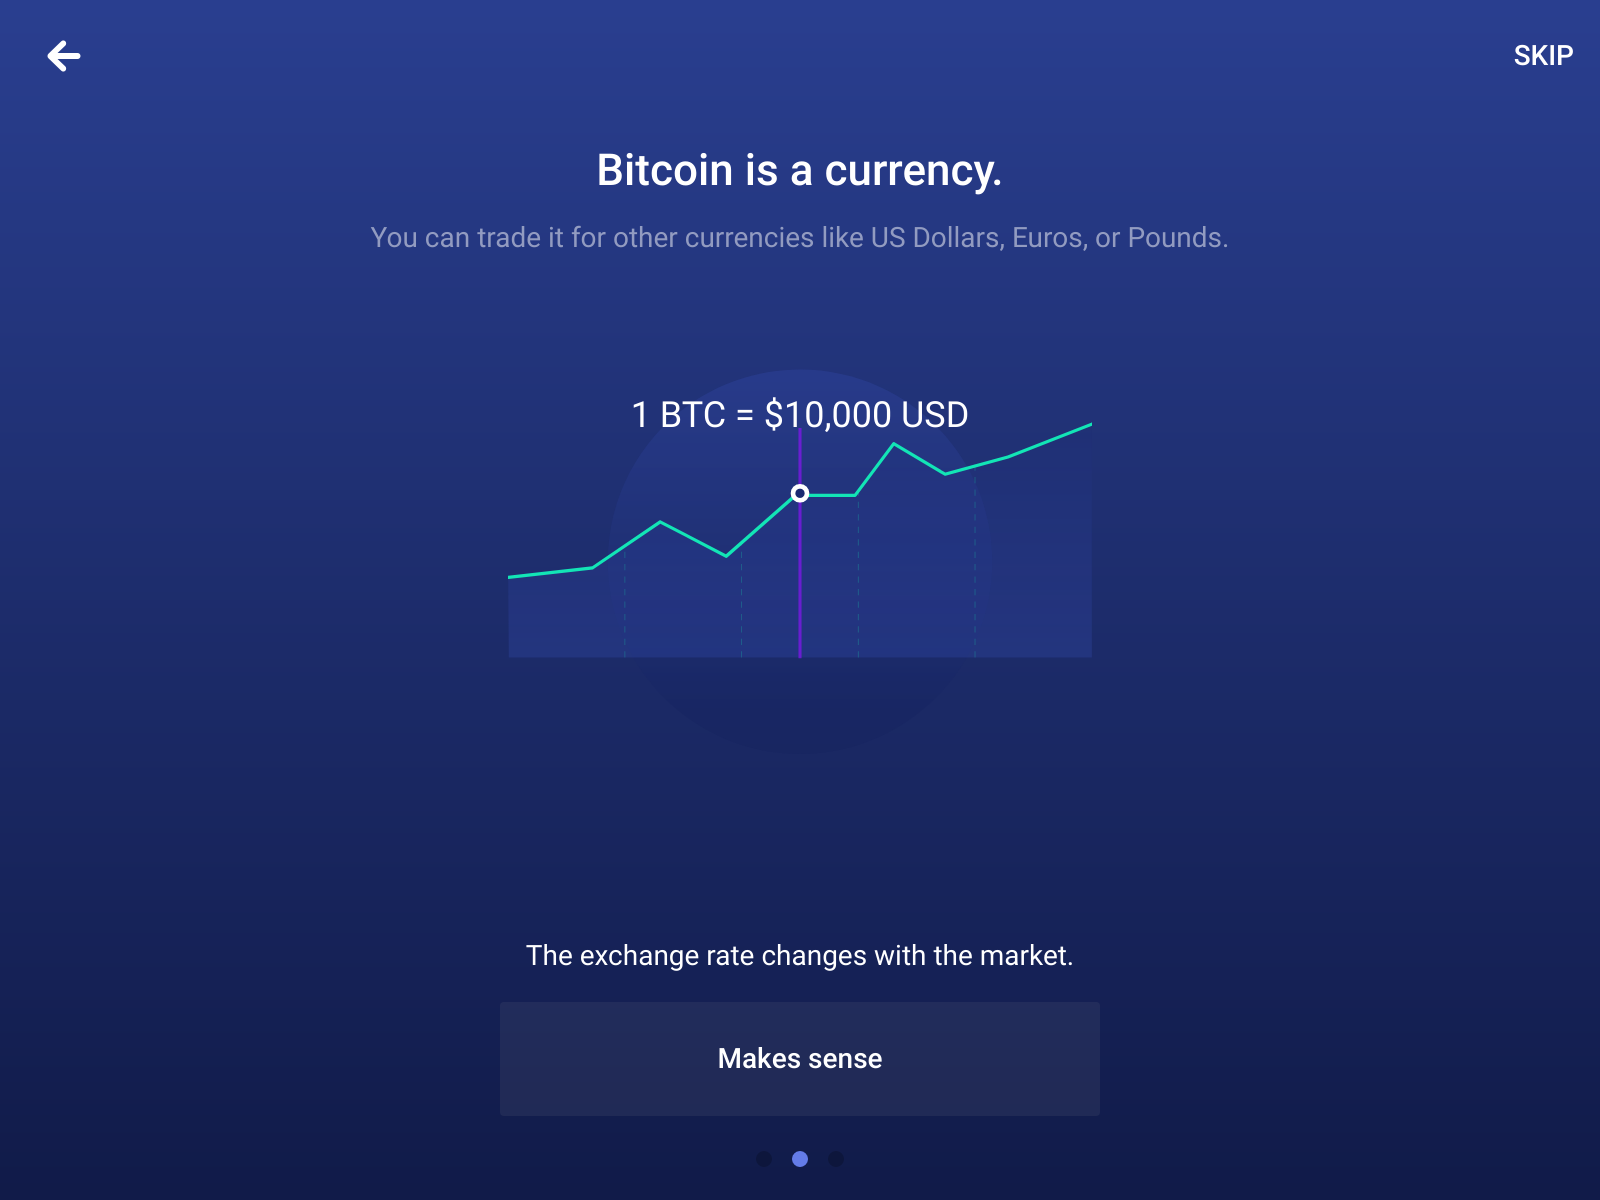 SKIP
Bitcoin is a currency.
You can trade it for other currencies like US Dollars, Euros, or Pounds.
1 BTC = $10,000 USD
The exchange rate changes with the market.
Makes sense